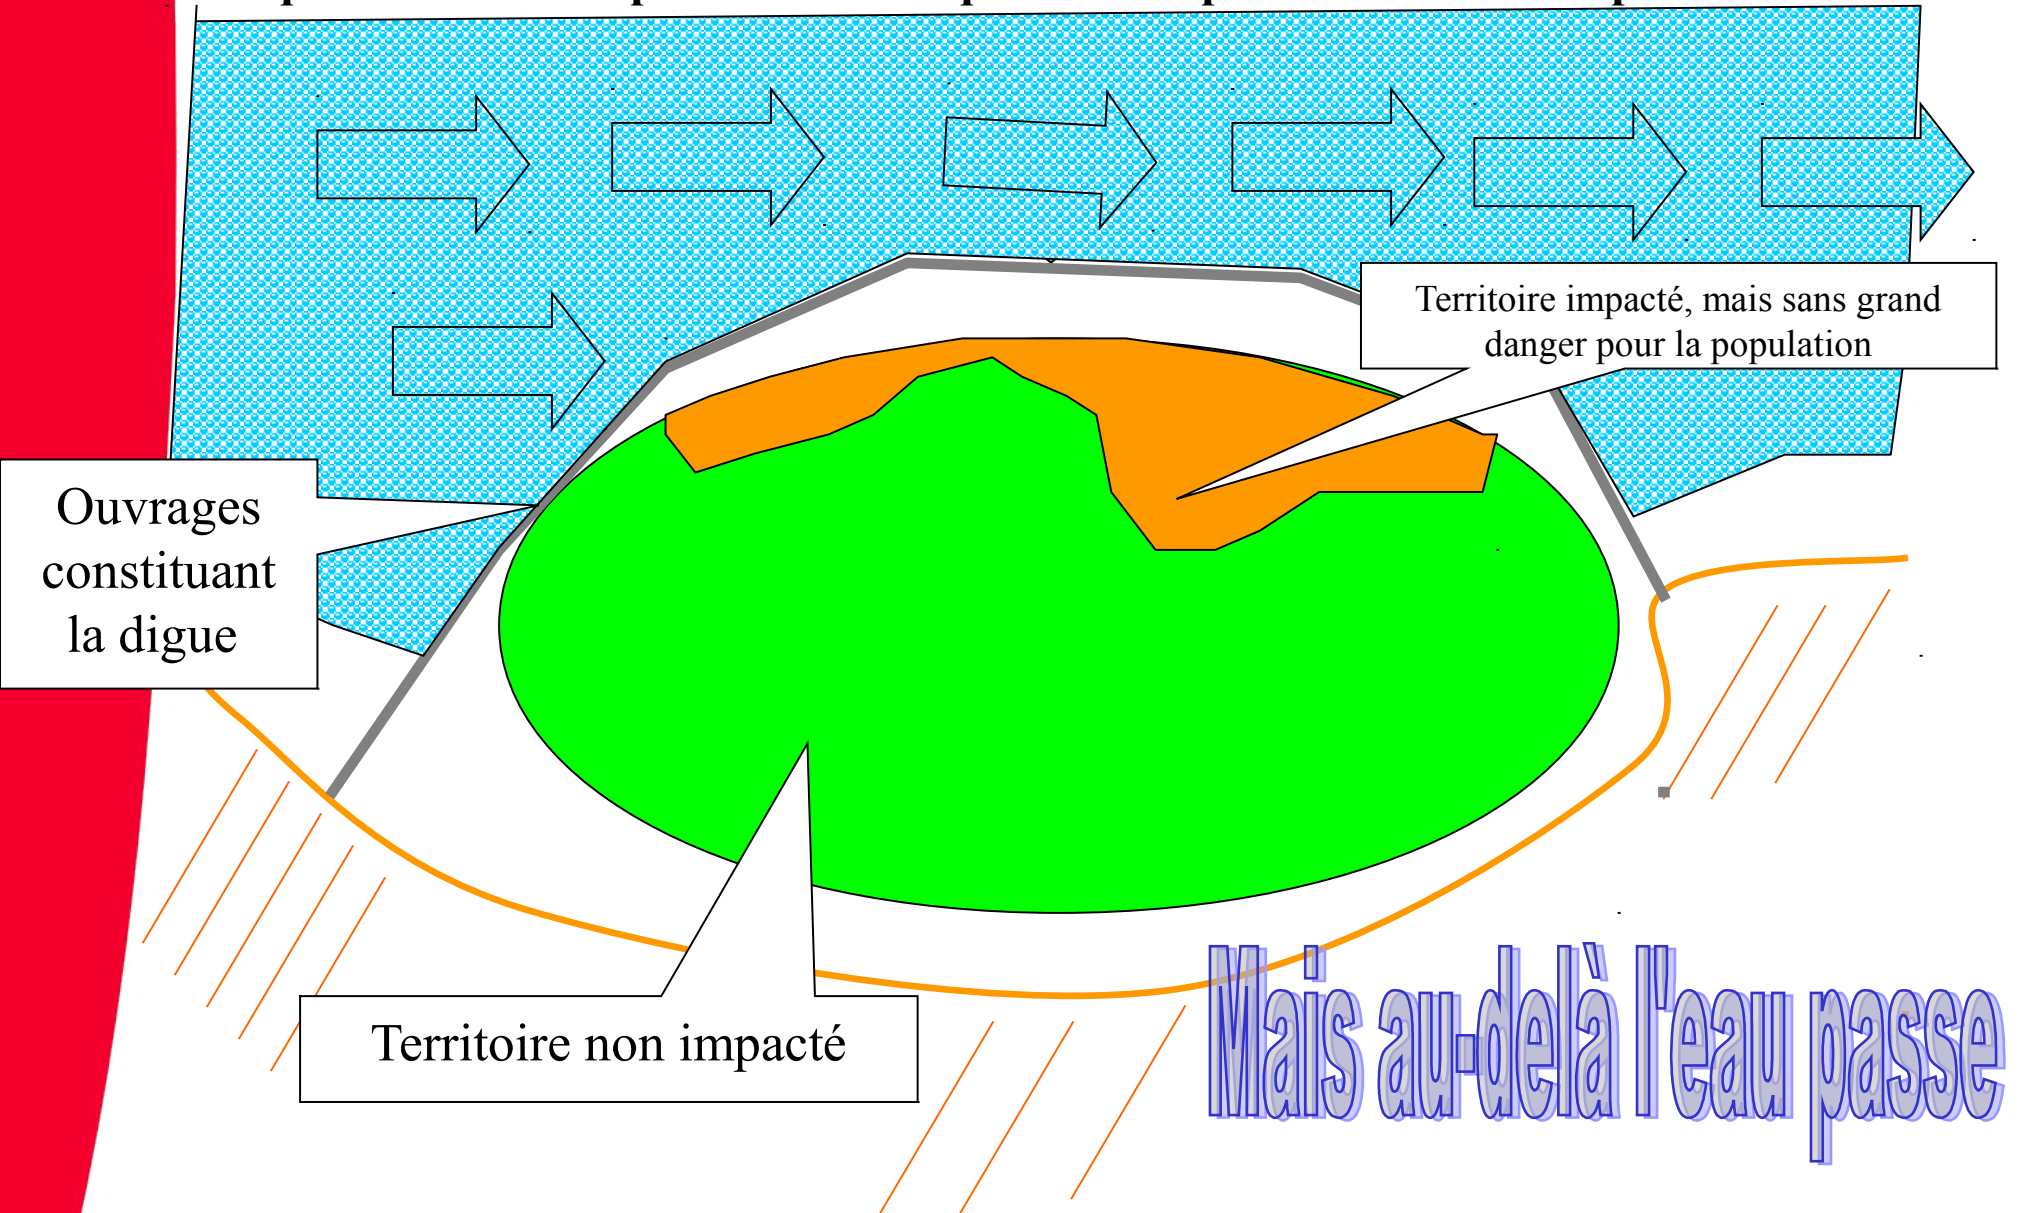 Territoire impacté, mais sans grand
danger pour la population
Ouvrages
constituant
la digue
Territoire non impacté
Mais au-delà l'eau passe